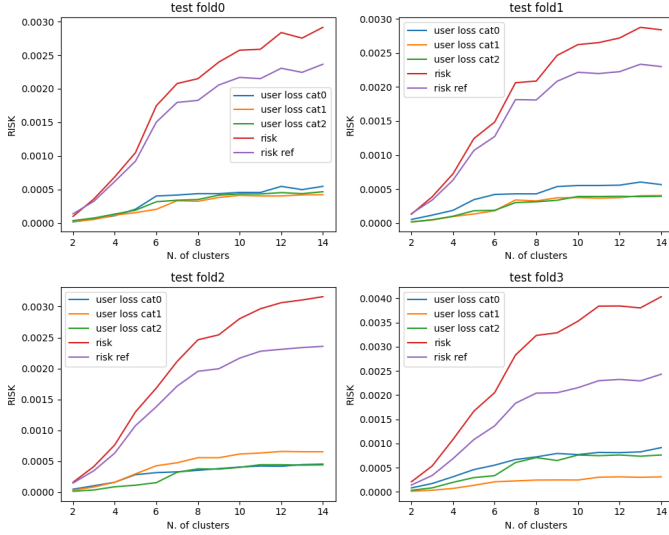 test fold0
RISK
0.0030
0.0025
0.0020
0.0015
0.0010
0.0005
0.0000
user loss cat0
user loss cat1
user loss cat2
risk
risk ref
2 4 6 8 10 12 14
N. of clusters
test fold1
RISK
0.0030
0.0025
0.0020
0.0015
0.0010
0.0005
0.0000
user loss cat0
user loss cat1
user loss cat2
risk
risk ref
2 4 6 8 10 12 14
N. of clusters
test fold2
RISK
0.0030
0.0025
0.0020
0.0015
0.0010
0.0005
0.0000
user loss cat0
user loss cat1
user loss cat2
risk
risk ref
2 4 6 8 10 12 14
N. of clusters
test fold3
RISK
0.0040
0.0035
0.0030
0.0025
0.0020
0.0015
0.0010
0.0005
0.0000
user loss cat0
user loss cat1
user loss cat2
risk
risk ref
2 4 6 8 10 12 14
N. of clusters